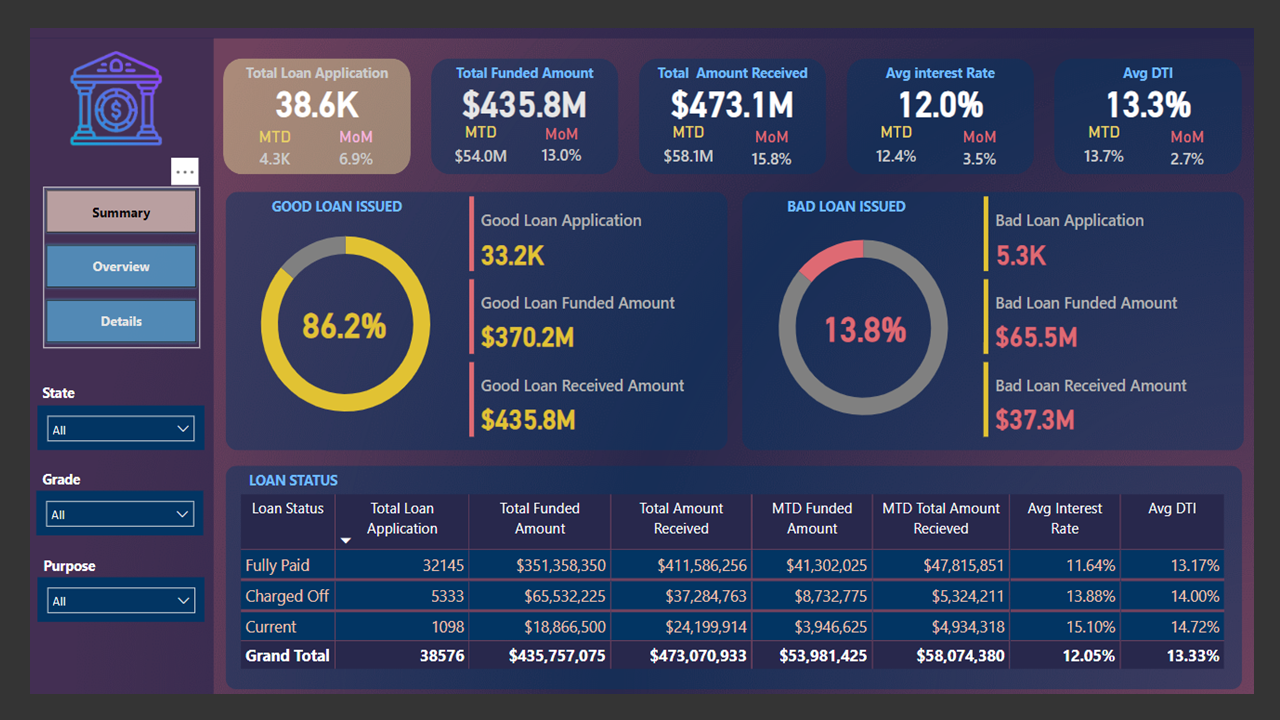 Total Loan Application
38.6K
MTD MoM
4.3K 6.9%
Total Funded Amount
$435.8M
MTD MoM
$54.0M 13.0%
Total Amount Received
$473.1M
MTD MoM
$58.1M 15.8%
Avg interest Rate
12.0%
MTD MoM
12.4% 3.5%
Avg DTI
13.3%
MTD MoM
13.7% 2.7%
$
...
Summary
Overview
Details
State
All
Grade
All
Purpose
All
GOOD LOAN ISSUED
86.2%
Good Loan Application
33.2K
Good Loan Funded Amount
$370.2M
Good Loan Received Amount
$435.8M
BAD LOAN ISSUED
13.8%
Bad Loan Application
5.3K
Bad Loan Funded Amount
$65.5M
Bad Loan Received Amount
$37.3M
LOAN STATUS
Loan Status Total Loan Application Total Funded Amount Total Amount Received MTD Funded Amount MTD Total Amount Recieved Avg Interest Rate Avg DTI
Fully Paid 32145 $351,358,350 $411,586,256 $41,302,025 $47,815,851 11.64% 13.17%
Charged Off 5333 $65,532,225 $37,284,763 $8,732,775 $5,324,211 13.88% 14.00%
Current 1098 $18,866,500 $24,199,914 $3,946,625 $4,934,318 15.10% 14.72%
Grand Total 38576 $435,757,075 $473,070,933 $53,981,425 $58,074,380 12.05% 13.33%